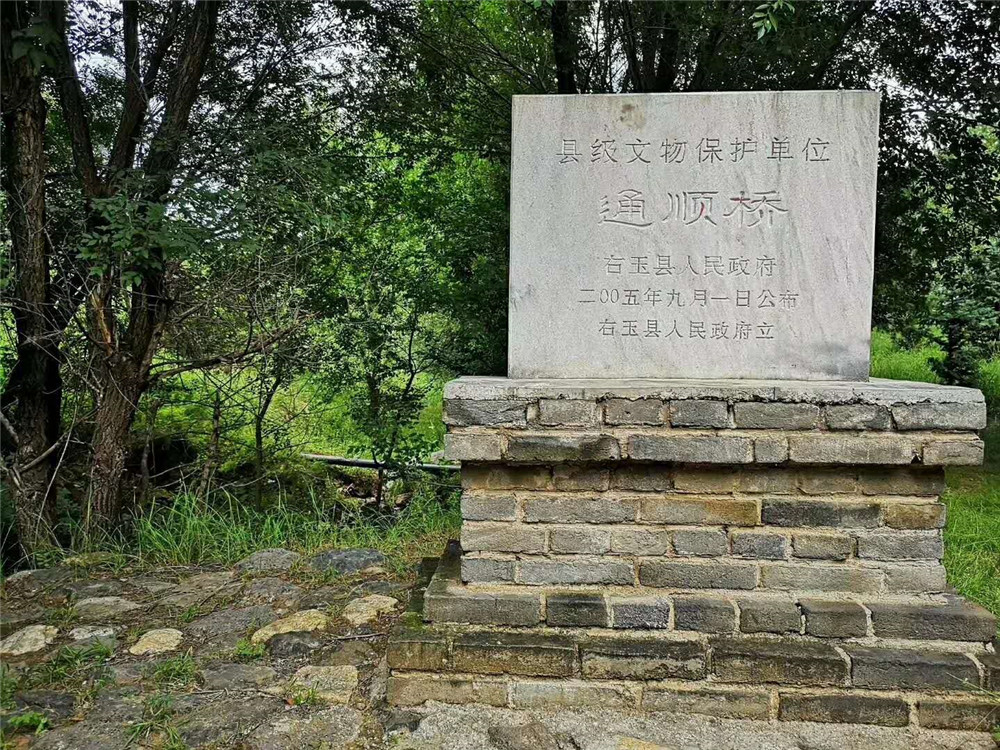 县级文物保护单位
通顺桥
右玉县人民政府
二00五年九月一日公布
右玉县人民政府立